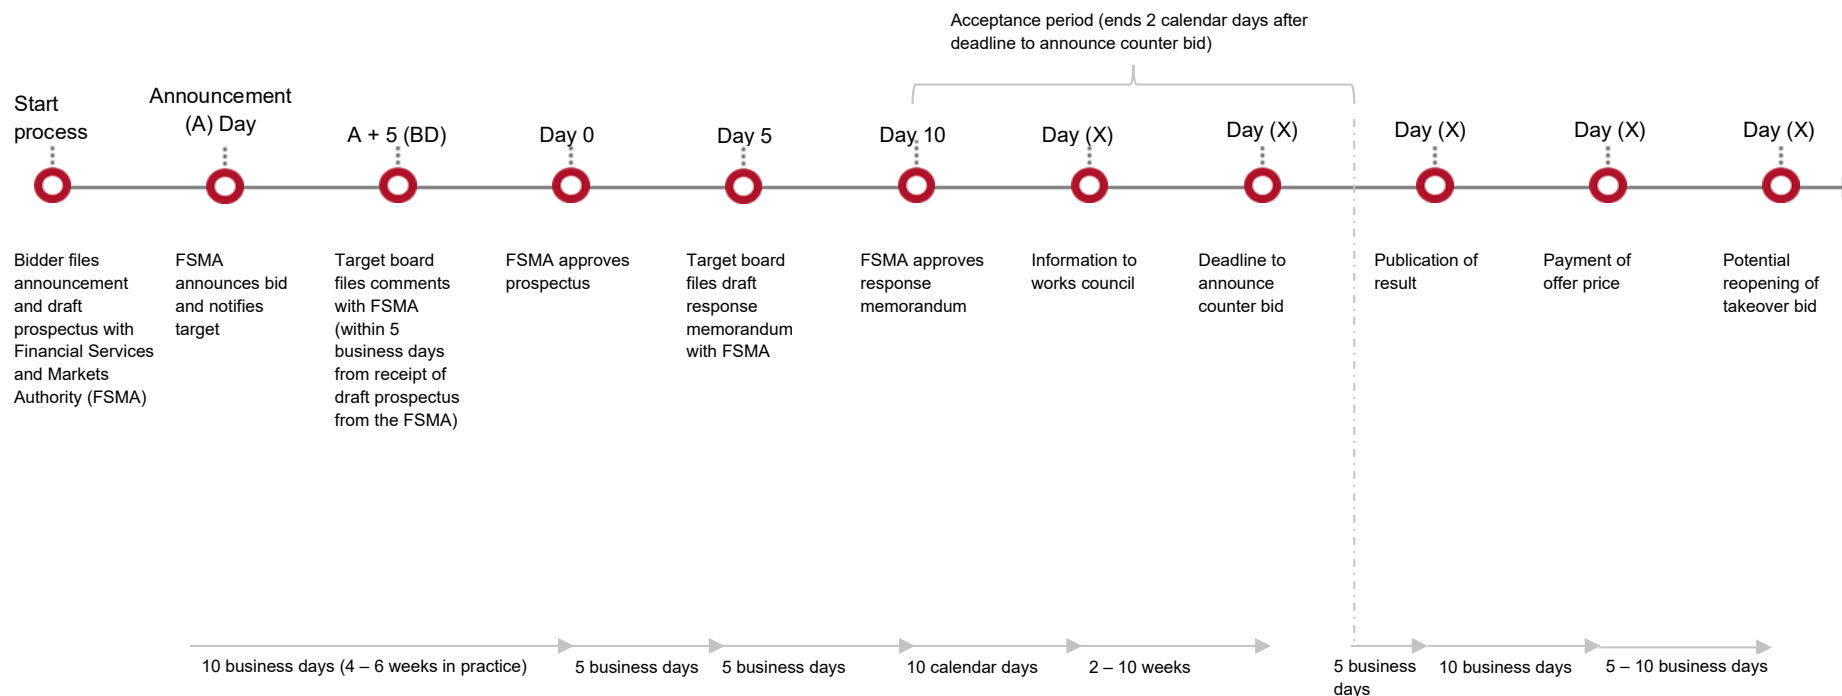 Acceptance period (ends 2 calendar days after
deadline to announce counter bid)
Start
process
Announcement
(A) Day
A + 5 (BD)
Day 0
Day 5
Day 10
Day (X)
Day (X)
Day (X)
Day (X)
Day (X)
Bidder files
announcement
and draft
prospectus with
Financial Services
and Markets
Authority (FSMA)
FSMA
announces bid
and notifies
target
Target board
files comments
with FSMA
(within 5
business days
from receipt of
draft prospectus
from the FSMA)
FSMA approves
prospectus
Target board
files draft
response
memorandum
with FSMA
FSMA approves
response
memorandum
Information to
works council
Deadline to
announce
counter bid
Publication of
result
Payment of
offer price
Potential
reopening of
takeover bid
10 business days (4 – 6 weeks in practice)
5 business days
5 business days
10 calendar days
2 – 10 weeks
5 business
days
10 business days
5 – 10 business days